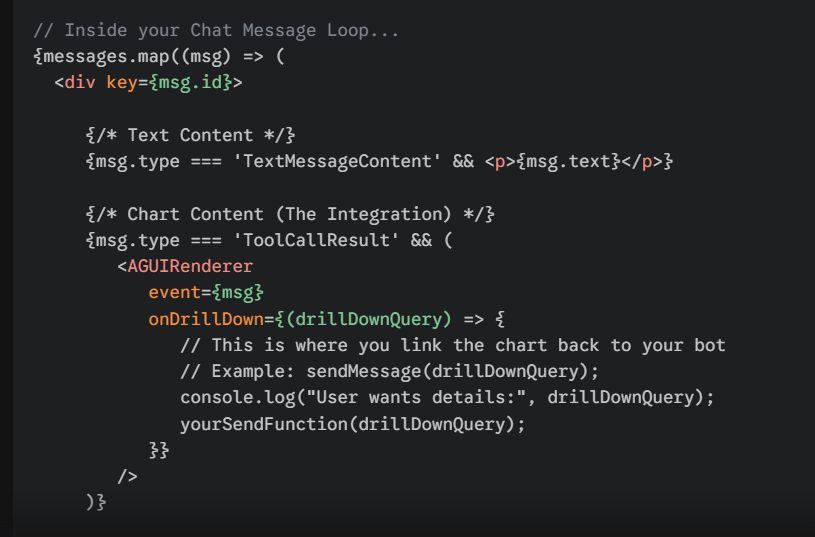 // Inside your Chat Message Loop...
{messages.map((msg) => (
<div key={msg.id}>
{/* Text Content */}
{msg.type === 'TextMessageContent' && <p>{msg.text}</p>}
{/* Chart Content (The Integration) */}
{msg.type === 'ToolCallResult' && (
<AGUIRenderer
event={msg}
onDrillDown={(drillDownQuery) => {
// This is where you link the chart back to your bot
// Example: sendMessage(drillDownQuery);
console.log("User wants details:", drillDownQuery);
yourSendFunction(drillDownQuery);
}}
/>
)}